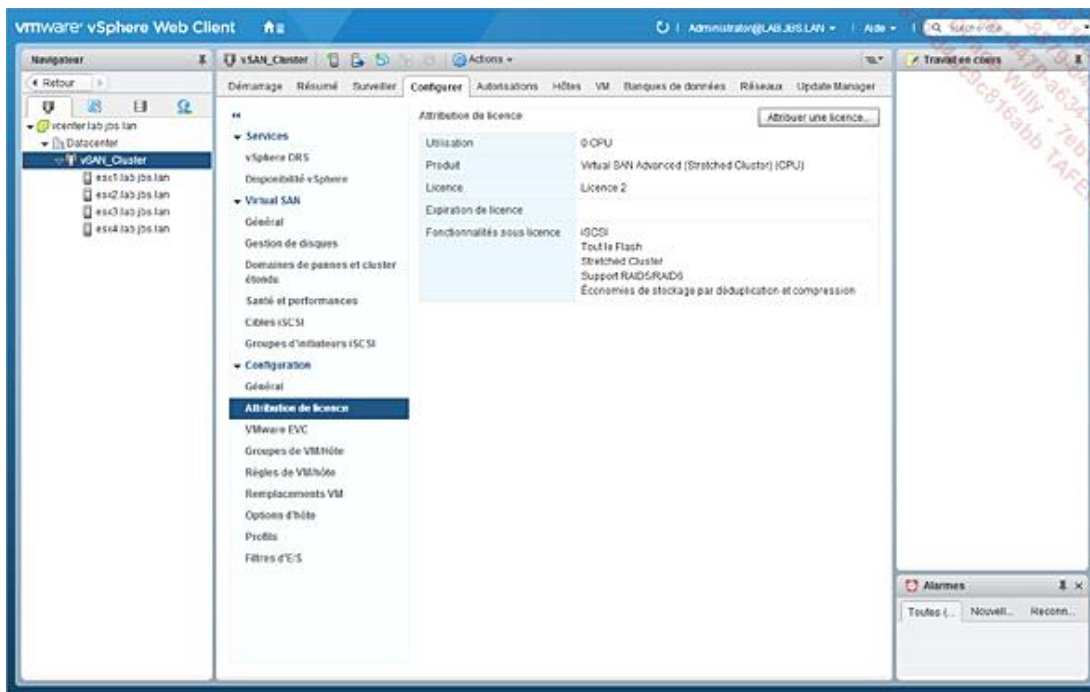 vmware® vSphere Web Client
Administrator@LAB.JBS.LAN
Aide
Navigateur
Retour
vcenter.lab.jbs.lan
Datacenter
vSAN_Cluster
esx1.lab.jbs.lan
esx2.lab.jbs.lan
esx3.lab.jbs.lan
esx4.lab.jbs.lan
vSAN_Cluster
Actions
Démarrage Résumé Surveiller Configurer Autorisations Hôtes VM Banques de données Réseaux Update Manager
Services
vSphere DRS
Disponibilité vSphere
Virtual SAN
Général
Gestion de disques
Domaines de pannes et cluster
étendu
Santé et performances
Cibles iSCSI
Groupes d'initiateurs iSCSI
Configuration
Général
Attribution de licence
VMware EVC
Groupes de VM/hôte
Règles de VM/hôte
Remplacements VM
Options d'hôte
Profils
Filtres d'E/S
Attribution de licence
Attribuer une licence...
Utilisation 0 CPU
Produit Virtual SAN Advanced (Stretched Cluster) (CPU)
Licence Licence 2
Expiration de licence
Fonctionnalités sous licence iSCSI
Tout le Flash
Stretched Cluster
Support RAID5/RAID6
Économies de stockage par déduplication et compression
Travail en cours
Alarmes
Toutes (... Nouvell... Reconn...